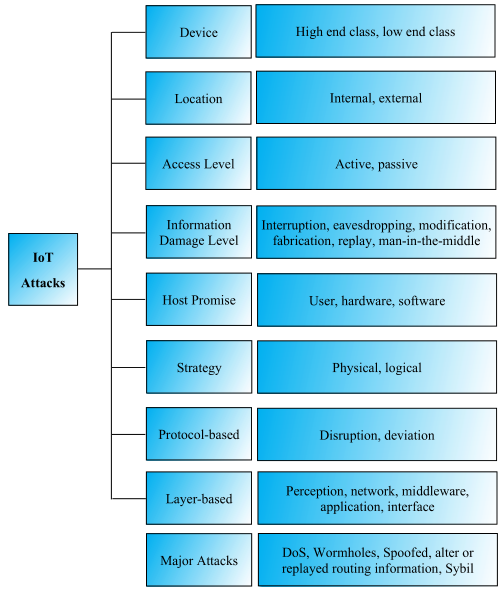 Device
High end class, low end class
Location
Internal, external
Access Level
Active, passive
Information
Damage Level
Interruption, eavesdropping, modification,
fabrication, replay, man-in-the-middle
IoT
Attacks
Host Promise
User, hardware, software
Strategy
Physical, logical
Protocol-based
Disruption, deviation
Layer-based
Perception, network, middleware,
application, interface
Major Attacks
DoS, Wormholes, Spoofed, alter or
replayed routing information, Sybil